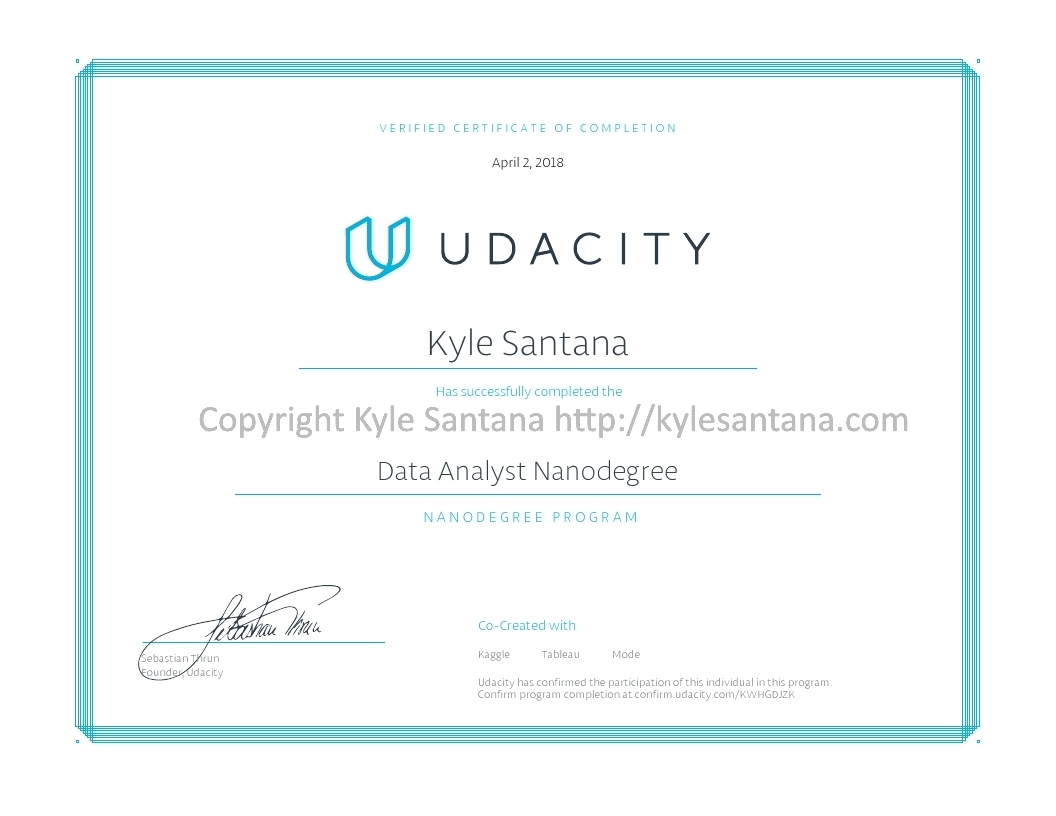 VERIFIED CERTIFICATE OF COMPLETION
April 2, 2018
UDACITY
Kyle Santana
Has successfully completed the
Copyright Kyle Santana http://kylesantana.com
Data Analyst Nanodegree
NANODEGREE PROGRAM
Sebastian Thrun
Sebastian Thrun
Founder, Udacity
Co-Created with
Kaggle Tableau Mode
Udacity has confirmed the participation of this individual in this program.
Confirm program completion at confirm.udacity.com/KWHGDJZK